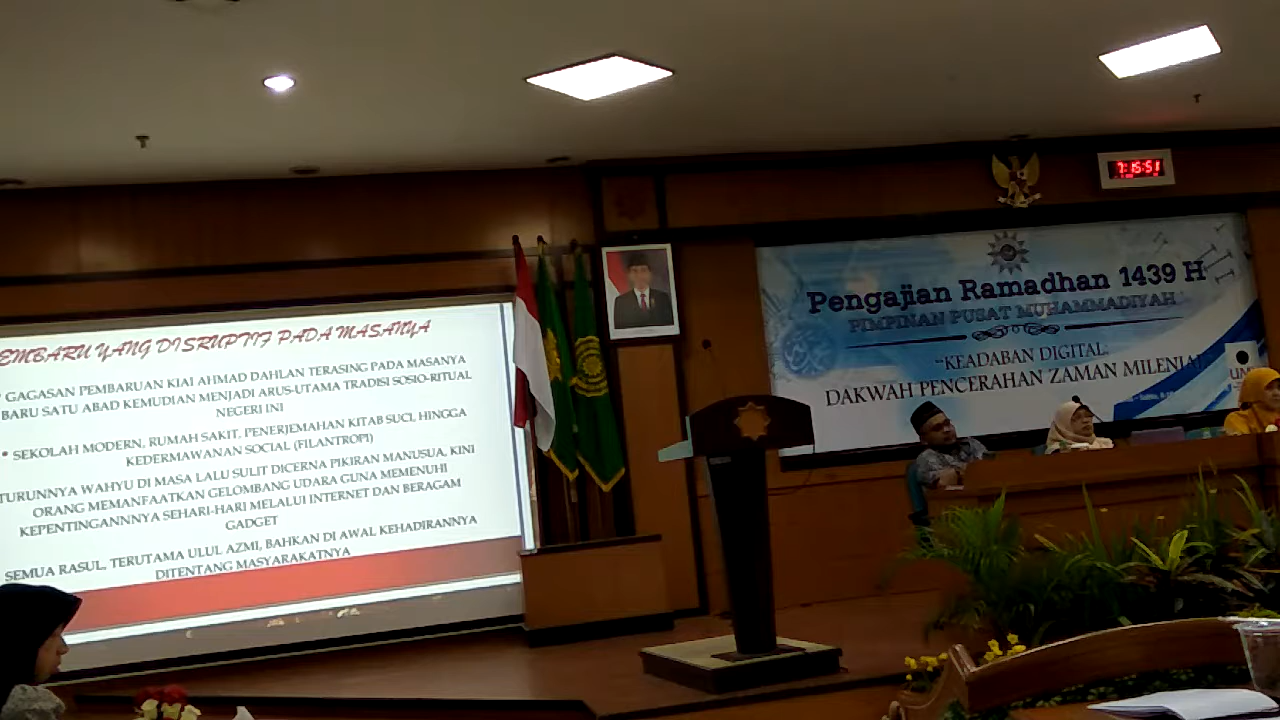 EMBARU YANG DISRUPTIF PADA MASANYA
GAGASAN PEMBARUAN KIAI AHMAD DAHLAN TERASING PADA MASANYA
BARU SATU ABAD KEMUDIAN MENJADI ARUS-UTAMA TRADISI SOSIO-RITUAL
NEGERI INI
• SEKOLAH MODERN, RUMAH SAKIT, PENERJEMAHAN KITAB SUCI, HINGGA
KEDERMAWANAN SOCIAL (FILANTROPI)
TURUNNYA WAHYU DI MASA LALU SULIT DICERNA PIKIRAN MANUSUA, KINI
ORANG MEMANFAATKAN GELOMBANG UDARA GUNA MEMENUHI
KEPENTINGANNNYA SEHARI-HARI MELALUI INTERNET DAN BERAGAM
GADGET
SEMUA RASUL, TERUTAMA ULUL AZMI, BAHKAN DI AWAL KEHADIRANNYA
DITENTANG MASYARAKATNYA
7:15:51
Pengajian Ramadhan 1439 H
PIMPINAN PUSAT MUHAMMADIYAH
"KEADABAN DIGITAL:
DAKWAH PENCERAHAN ZAMAN MILENIAL
UM